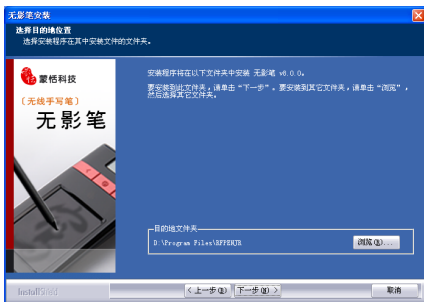 无影笔安装
选择目的地位置
选择安装程序在其中安装文件的文件夹。
蒙恬科技
〔无线手写笔〕
无影笔
安装程序将在以下文件夹中安装 无影笔 v8.0.0。
要安装到此文件夹，请单击“下一步”。要安装到其它文件夹，请单击“浏览”，
然后选择其它文件夹。
目的地文件夹
D:\Program Files\RFPENJR
浏览(R)...
InstallShield
< 上一步(B)
下一步(N) >
取消